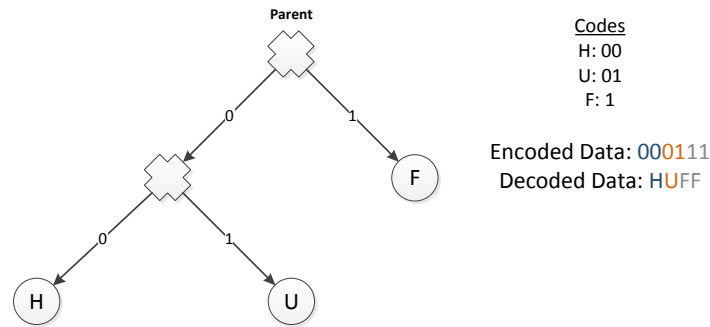 Parent
Codes
H: 00
U: 01
F: 1
0
1
F
Encoded Data: 000111
Decoded Data: HUFF
0
1
H
U